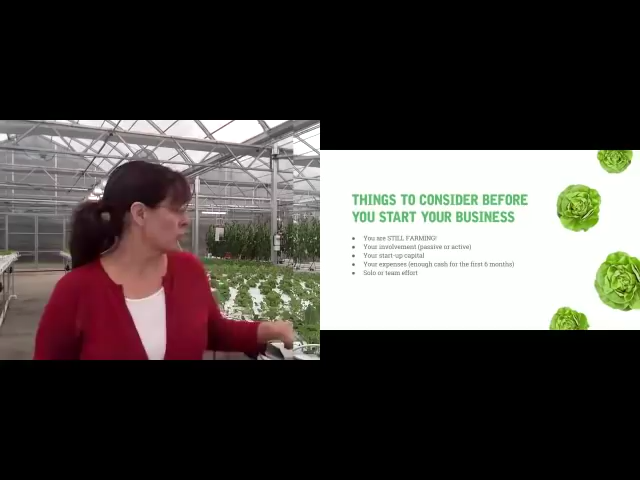 THINGS TO CONSIDER BEFORE
YOU START YOUR BUSINESS
● You are STILL FARMING!
● Your involvement (passive or active)
● Your start-up capital
● Your expenses (enough cash for the first 6 months)
● Solo or team effort